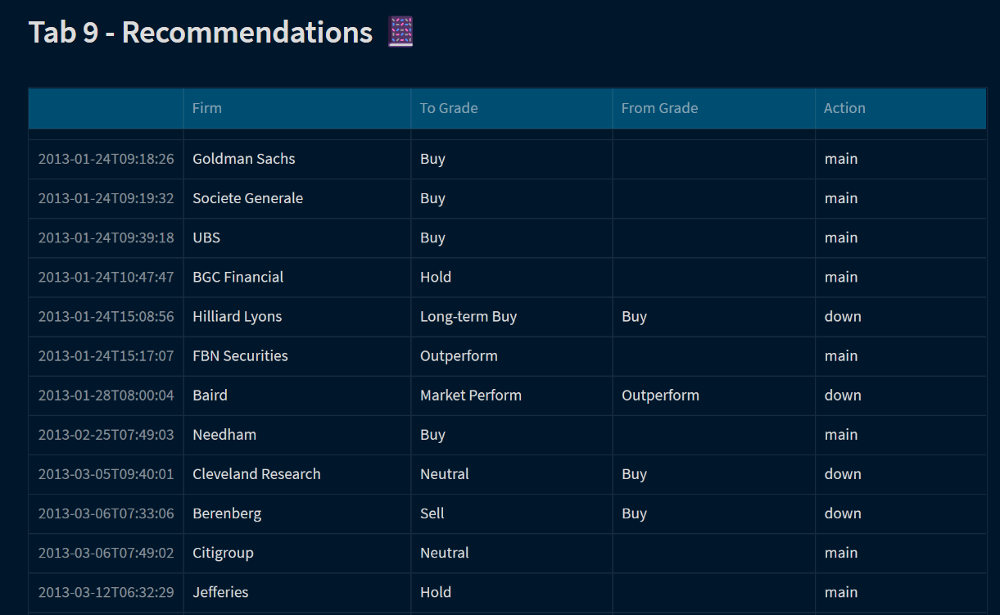 Tab 9 - Recommendations
Firm To Grade From Grade Action
2013-01-24T09:18:26 Goldman Sachs Buy main
2013-01-24T09:19:32 Societe Generale Buy main
2013-01-24T09:39:18 UBS Buy main
2013-01-24T10:47:47 BGC Financial Hold main
2013-01-24T15:08:56 Hilliard Lyons Long-term Buy Buy down
2013-01-24T15:17:07 FBN Securities Outperform main
2013-01-28T08:00:04 Baird Market Perform Outperform down
2013-02-25T07:49:03 Needham Buy main
2013-03-05T09:40:01 Cleveland Research Neutral Buy down
2013-03-06T07:33:06 Berenberg Sell Buy down
2013-03-06T07:49:02 Citigroup Neutral main
2013-03-12T06:32:29 Jefferies Hold main